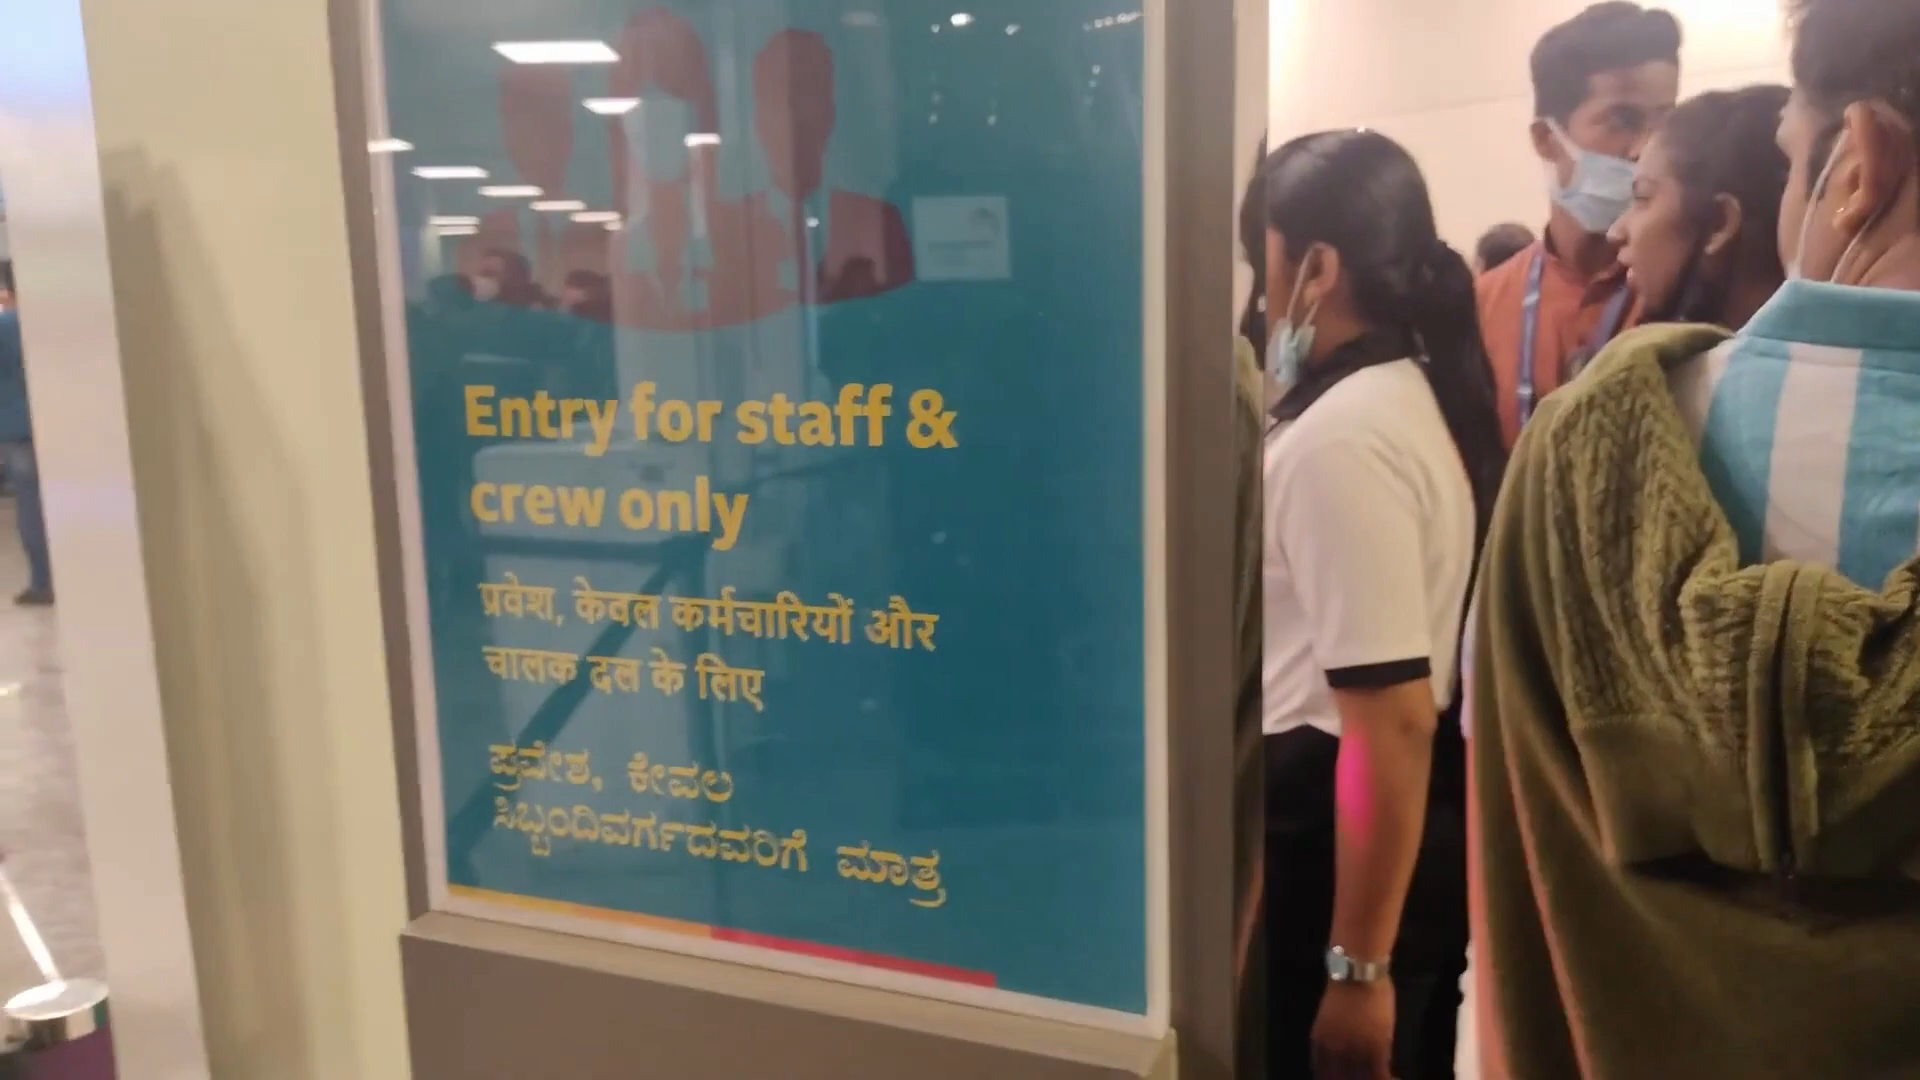 Entry for staff &
crew only
प्रवेश, केवल कर्मचारियों और
चालक दल के लिए
ಪ್ರವೇಶ, ಕೇವಲ
ಸಿಬ್ಬಂದಿವರ್ಗದವರಿಗೆ ಮಾತ್ರ